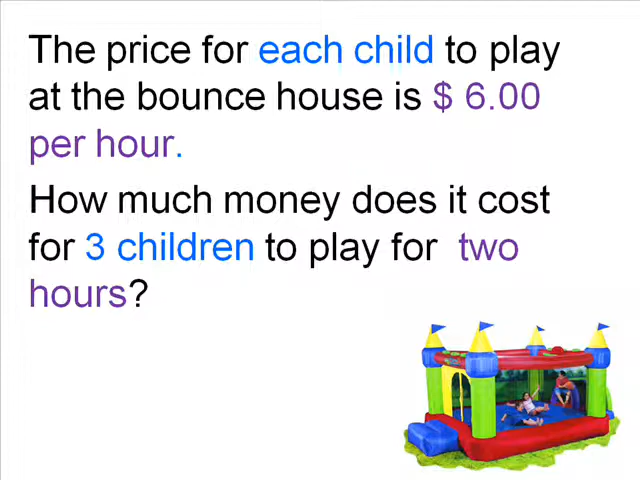 The price for each child to play
at the bounce house is $ 6.00
per hour.
How much money does it cost
for 3 children to play for two
hours?